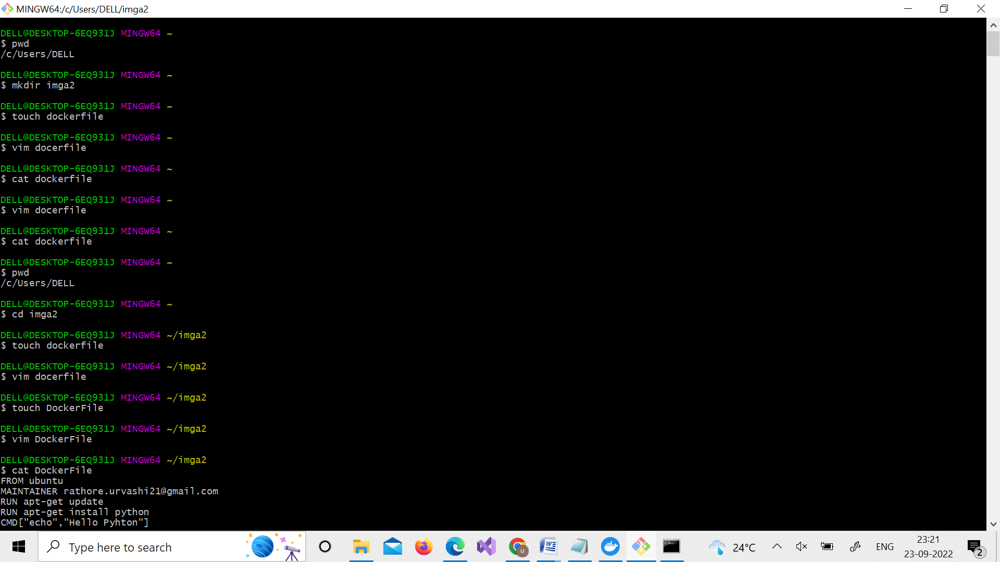 MINGW64:/c/Users/DELL/imga2
DELL@DESKTOP-6EQ931J MINGW64 ~
$ pwd
/c/Users/DELL
DELL@DESKTOP-6EQ931J MINGW64 ~
$ mkdir imga2
DELL@DESKTOP-6EQ931J MINGW64 ~
$ touch dockerfile
DELL@DESKTOP-6EQ931J MINGW64 ~
$ vim docerfile
DELL@DESKTOP-6EQ931J MINGW64 ~
$ cat dockerfile
DELL@DESKTOP-6EQ931J MINGW64 ~
$ vim docerfile
DELL@DESKTOP-6EQ931J MINGW64 ~
$ cat dockerfile
DELL@DESKTOP-6EQ931J MINGW64 ~
$ pwd
/c/Users/DELL
DELL@DESKTOP-6EQ931J MINGW64 ~
$ cd imga2
DELL@DESKTOP-6EQ931J MINGW64 ~/imga2
$ touch dockerfile
DELL@DESKTOP-6EQ931J MINGW64 ~/imga2
$ vim docerfile
DELL@DESKTOP-6EQ931J MINGW64 ~/imga2
$ touch DockerFile
DELL@DESKTOP-6EQ931J MINGW64 ~/imga2
$ vim DockerFile
DELL@DESKTOP-6EQ931J MINGW64 ~/imga2
$ cat DockerFile
FROM ubuntu
MAINTAINER rathore.urvashi21@gmail.com
RUN apt-get update
RUN apt-get install python
CMD["echo","Hello Pyhton"]
Type here to search
u
W
C:\
24°C
ENG
23:21
23-09-2022
2